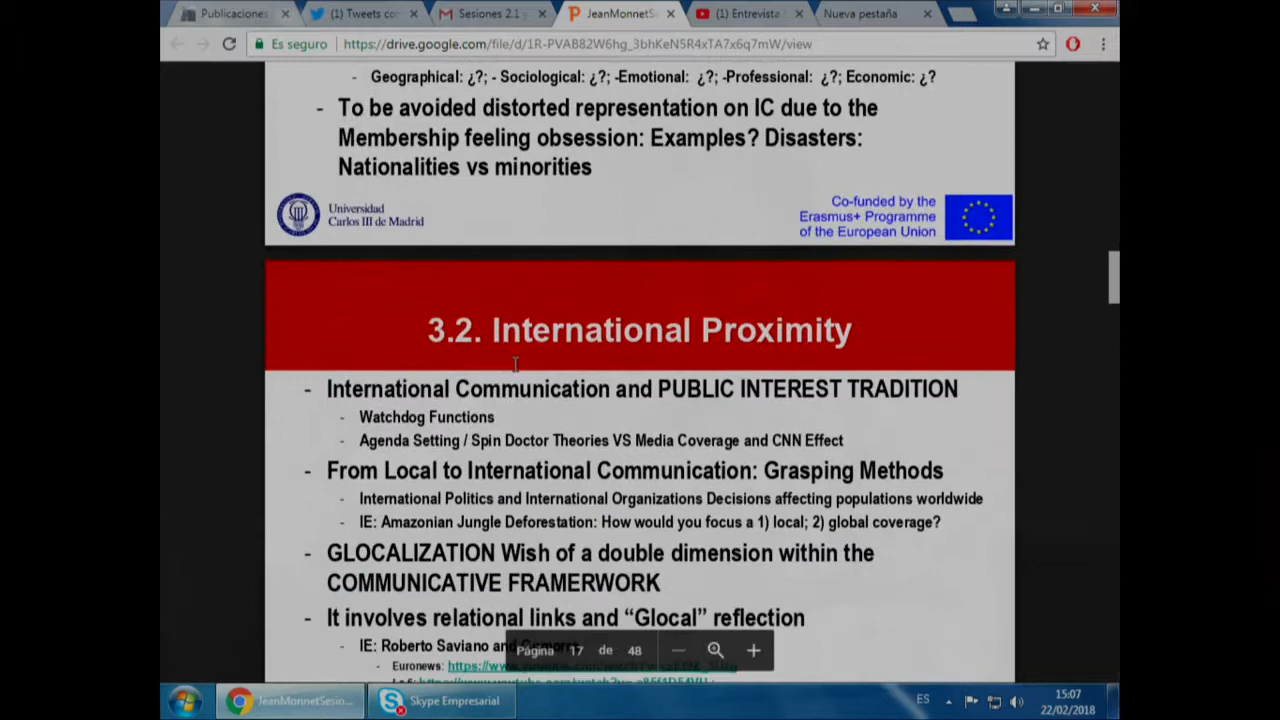 Publicaciones
(1) Tweets co
Sesiones 2.1 y
JeanMonnetSe
(1) Entrevista
Nueva pestaña
Es seguro
https://drive.google.com/file/d/1R-PVAB82W6hg_3bhKeN5R4xTA7x6q7mW/view
- Geographical: ¿?; - Sociological: ¿?; -Emotional: ¿?; -Professional: ¿?; Economic: ¿?
- To be avoided distorted representation on IC due to the
Membership feeling obsession: Examples? Disasters:
Nationalities vs minorities
Universidad
Carlos III de Madrid
Co-funded by the
Erasmus+ Programme
of the European Union
3.2. International Proximity
- International Communication and PUBLIC INTEREST TRADITION
- Watchdog Functions
- Agenda Setting / Spin Doctor Theories VS Media Coverage and CNN Effect
- From Local to International Communication: Grasping Methods
- International Politics and International Organizations Decisions affecting populations worldwide
- IE: Amazonian Jungle Deforestation: How would you focus a 1) local; 2) global coverage?
- GLOCALIZATION Wish of a double dimension within the
COMMUNICATIVE FRAMERWORK
- It involves relational links and “Glocal” reflection
- IE: Roberto Saviano and
Página 17 de 48
- Euronews:
JeanMonnetSesio...
Skype Empresarial
ES
15:07
22/02/2018